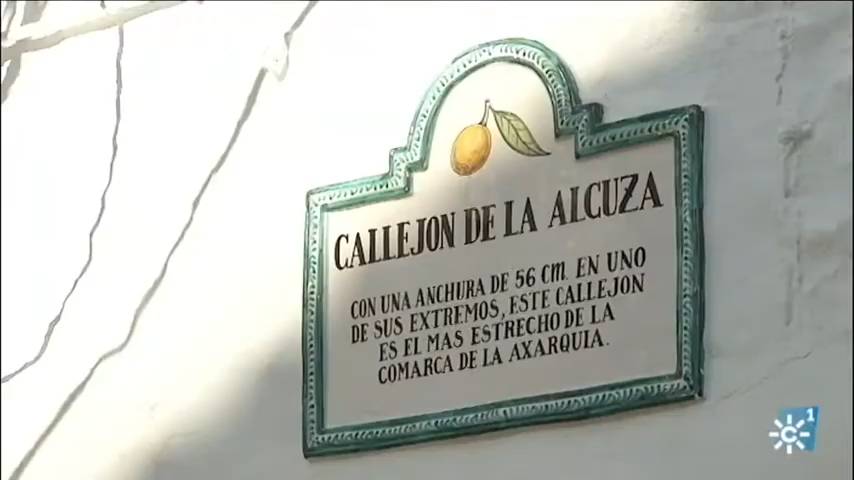 CALLEJON DE LA ALCUZA
CON UNA ANCHURA DE 56 CM. EN UNO
DE SUS EXTREMOS, ESTE CALLEJON
ES EL MAS ESTRECHO DE LA
COMARCA DE LA AXARQUIA.
C 1